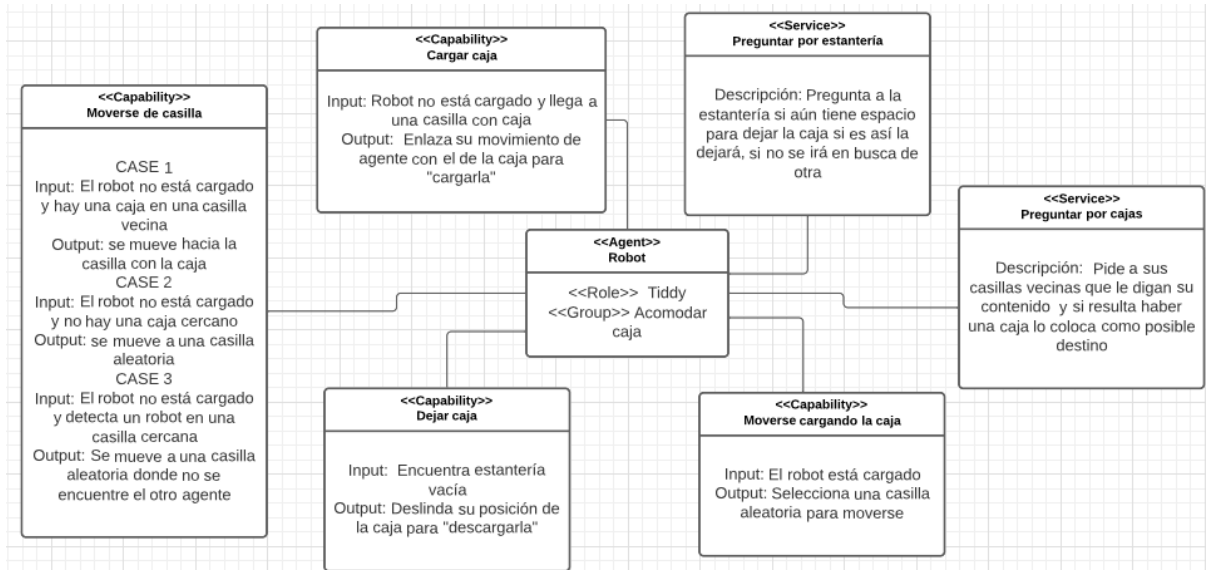 <<Capability>>
Cargar caja
Input: Robot no está cargado y llega a
una casilla con caja
Output: Enlaza su movimiento de
agente con el de la caja para
"cargarla"
<<Service>>
Preguntar por estantería
Descripción: Pregunta a la
estantería si aún tiene espacio
para dejar la caja si es así la
dejará, si no se irá en busca de
otra
<<Capability>>
Moverse de casilla
CASE 1
Input: El robot no está cargado
y hay una caja en una casilla
vecina
Output: se mueve hacia la
casilla con la caja
CASE 2
Input: El robot no está cargado
y no hay una caja cercano
Output: se mueve a una casilla
aleatoria
CASE 3
Input: El robot no está cargado
y detecta un robot en una
casilla cercana
Output: Se mueve a una casilla
aleatoria donde no se
encuentre el otro agente
<<Agent>>
Robot
<<Role>> Tiddy
<<Group>> Acomodar
caja
<<Service>>
Preguntar por cajas
Descripción: Pide a sus
casillas vecinas que le digan su
contenido y si resulta haber
una caja lo coloca como posible
destino
<<Capability>>
Dejar caja
Input: Encuentra estantería
vacía
Output: Deslinda su posición de
la caja para "descargarla"
<<Capability>>
Moverse cargando la caja
Input: El robot está cargado
Output: Selecciona una casilla
aleatoria para moverse